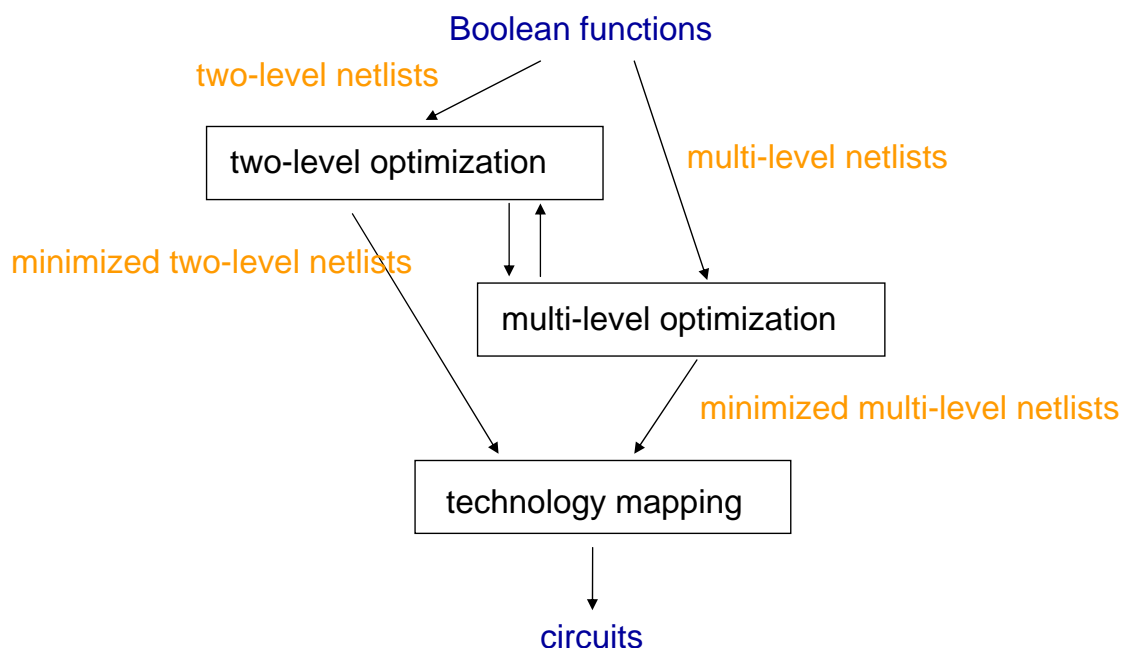 Boolean functions
two-level netlists
two-level optimization
multi-level netlists
minimized two-level netlists
multi-level optimization
minimized multi-level netlists
technology mapping
circuits